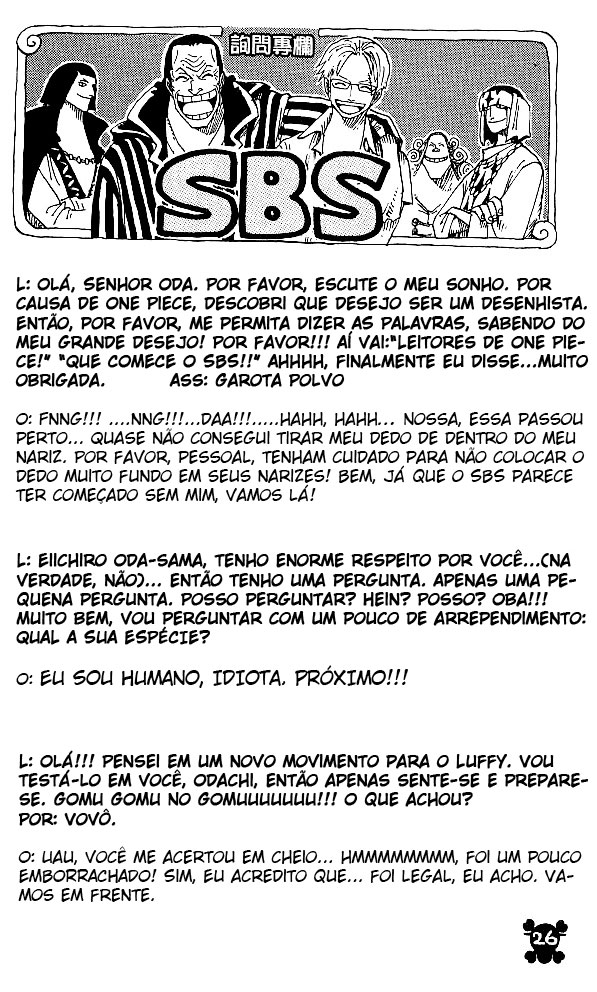 詢問專欄
SBS
L: OLÁ, SENHOR ODA. POR FAVOR, ESCUTE O MEU SONHO. POR
CAUSA DE ONE PIECE, DESCOBRI QUE DESEJO SER UM DESENHISTA.
ENTÃO, POR FAVOR, ME PERMITA DIZER AS PALAVRAS, SABENDO DO
MEU GRANDE DESEJO! POR FAVOR!!! AÍ VAI:"LEITORES DE ONE PIE-
CE!" "QUE COMECE O SBS!!" AHHHH, FINALMENTE EU DISSE...MUITO
OBRIGADA. ASS: GAROTA POLVO
O: FNNG!!! ....NNG!!!...DAA!!!.....HAHH, HAHH... NOSSA, ESSA PASSOU
PERTO... QUASE NÃO CONSEGUI TIRAR MEU DEDO DE DENTRO DO MEU
NARIZ. POR FAVOR, PESSOAL, TENHAM CUIDADO PARA NÃO COLOCAR O
DEDO MUITO FUNDO EM SEUS NARIZES! BEM, JÁ QUE O SBS PARECE
TER COMEÇADO SEM MIM, VAMOS LÁ!
L: EIICHIRO ODA-SAMA, TENHO ENORME RESPEITO POR VOCÊ...(NA
VERDADE, NÃO)... ENTÃO TENHO UMA PERGUNTA. APENAS UMA PE-
QUENA PERGUNTA. POSSO PERGUNTAR? HEIN? POSSO? OBA!!!
MUITO BEM, VOU PERGUNTAR COM UM POUCO DE ARREPENDIMENTO:
QUAL A SUA ESPÉCIE?
O: EU SOU HUMANO, IDIOTA. PRÓXIMO!!!
L: OLÁ!!! PENSEI EM UM NOVO MOVIMENTO PARA O LUFFY. VOU
TESTÁ-LO EM VOCÊ, ODACHI, ENTÃO APENAS SENTE-SE E PREPARE-
SE. GOMU GOMU NO GOMUUUUUUU!!! O QUE ACHOU?
POR: VOVÔ.
O: UAU, VOCÊ ME ACERTOU EM CHEIO... HMMMMMMMM, FOI UM POUCO
EMBORRACHADO! SIM, EU ACREDITO QUE... FOI LEGAL, EU ACHO. VA-
MOS EM FRENTE.
26